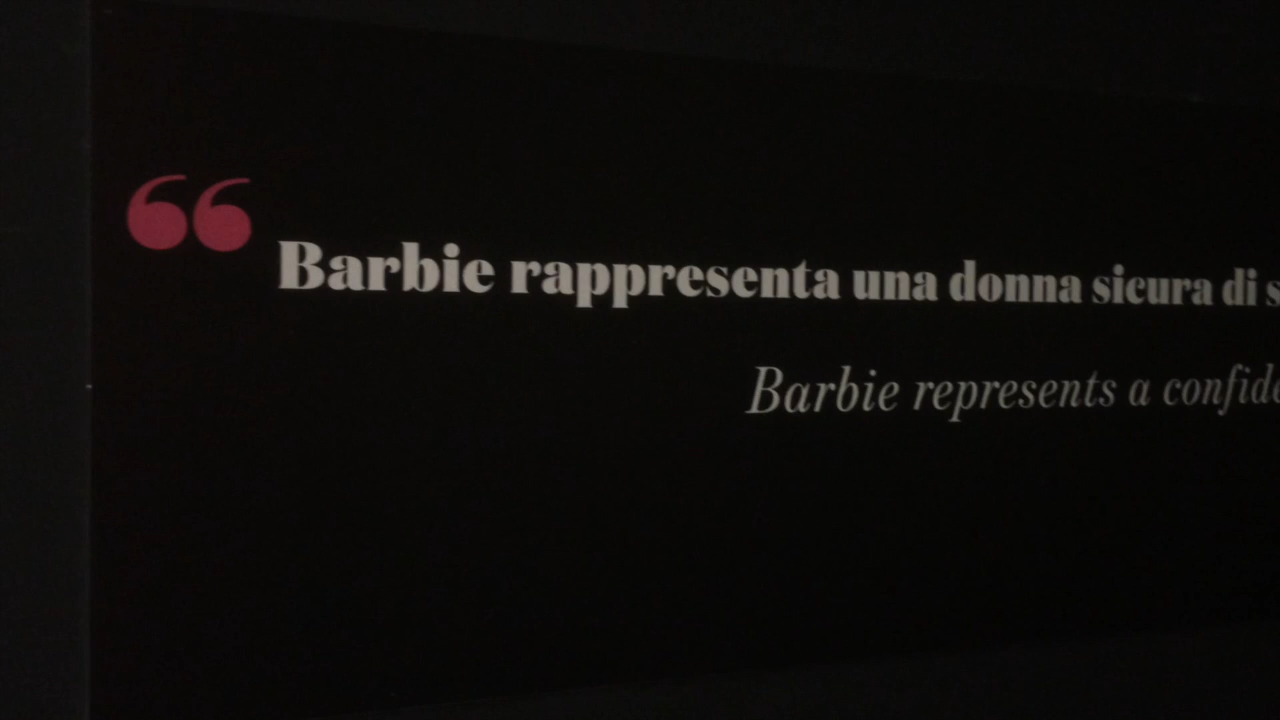 “ Barbie rappresenta una donna sicura di
Barbie represents a